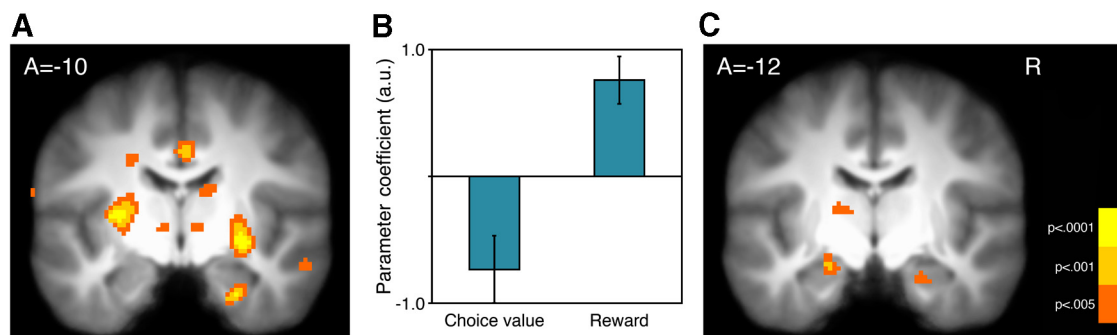 A
A=-10
B
Parameter coefficient (a.u.)
1.0
-1.0
Choice value
Reward
C
A=-12
R
p<.0001
p<.001
p<.005